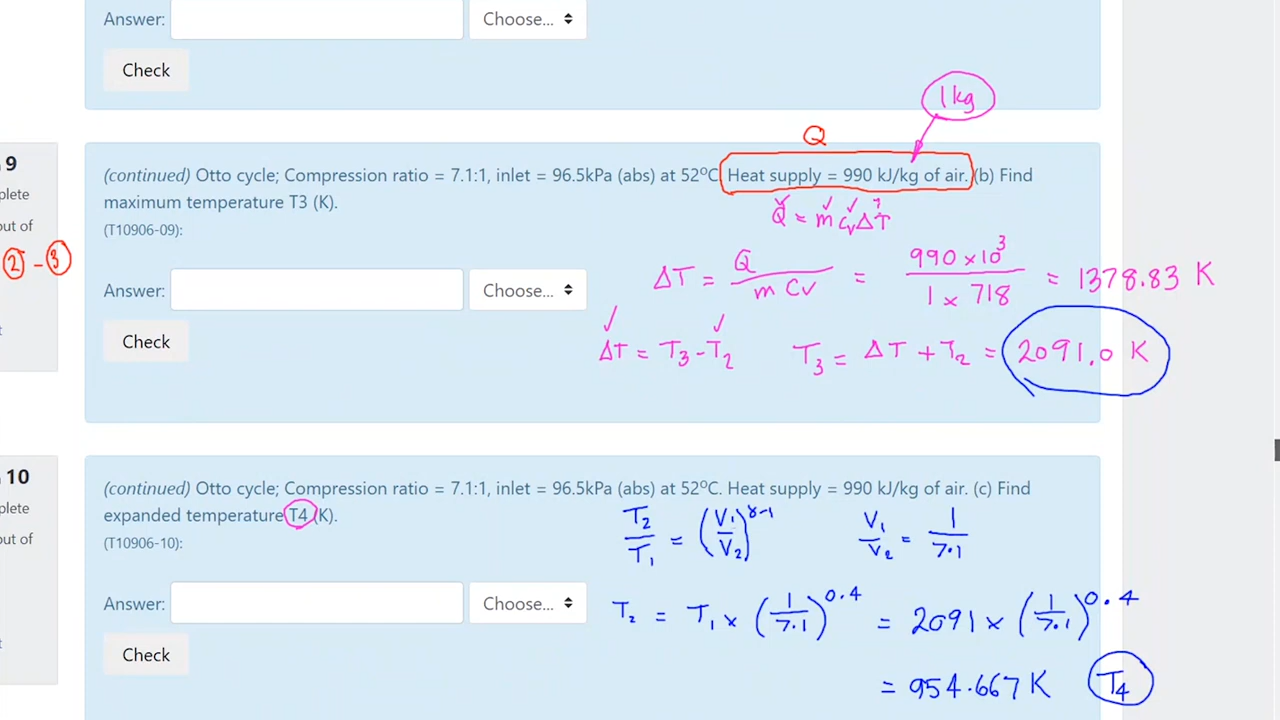 Answer: Choose...
Check
1kg
Q
9
(continued) Otto cycle; Compression ratio = 7.1:1, inlet = 96.5kPa (abs) at 52°C. Heat supply = 990 kJ/kg of air. (b) Find
plete
maximum temperature T3 (K).
out of
(T10906-09):
Q = m Cv ΔT
?
2 - 3
ΔT = Q / m Cv = 990 × 10³ / 1 × 718 = 1378.83 K
Answer: Choose...
Check
ΔT = T3 - T2 T3 = ΔT + T2 = 2091.0 K
10
(continued) Otto cycle; Compression ratio = 7.1:1, inlet = 96.5kPa (abs) at 52°C. Heat supply = 990 kJ/kg of air. (c) Find
plete
expanded temperature T4 (K).
out of
(T10906-10):
T2 / T1 = (V1 / V2)^γ-1 V1 / V2 = 1 / 7.1
Answer: Choose...
T2 = T1 × (1 / 7.1)^0.4 = 2091 × (1 / 7.1)^0.4
Check
= 954.667 K T4